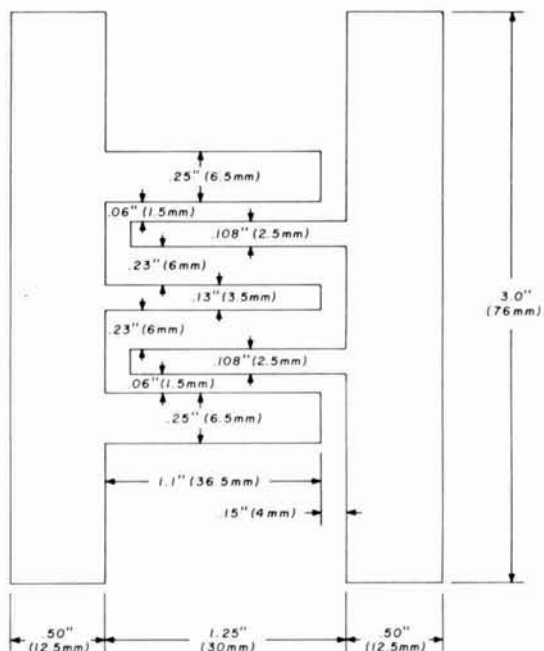 .25" (6.5mm)
.06" (1.5mm)
.108" (2.5mm)
.23" (6mm)
.13" (3.5mm)
3.0"
(76mm)
.23" (6mm)
.108" (2.5mm)
.06" (1.5mm)
.25" (6.5mm)
1.1" (36.5mm)
.15" (4mm)
.50"
(12.5mm)
1.25"
(30mm)
.50"
(12.5mm)